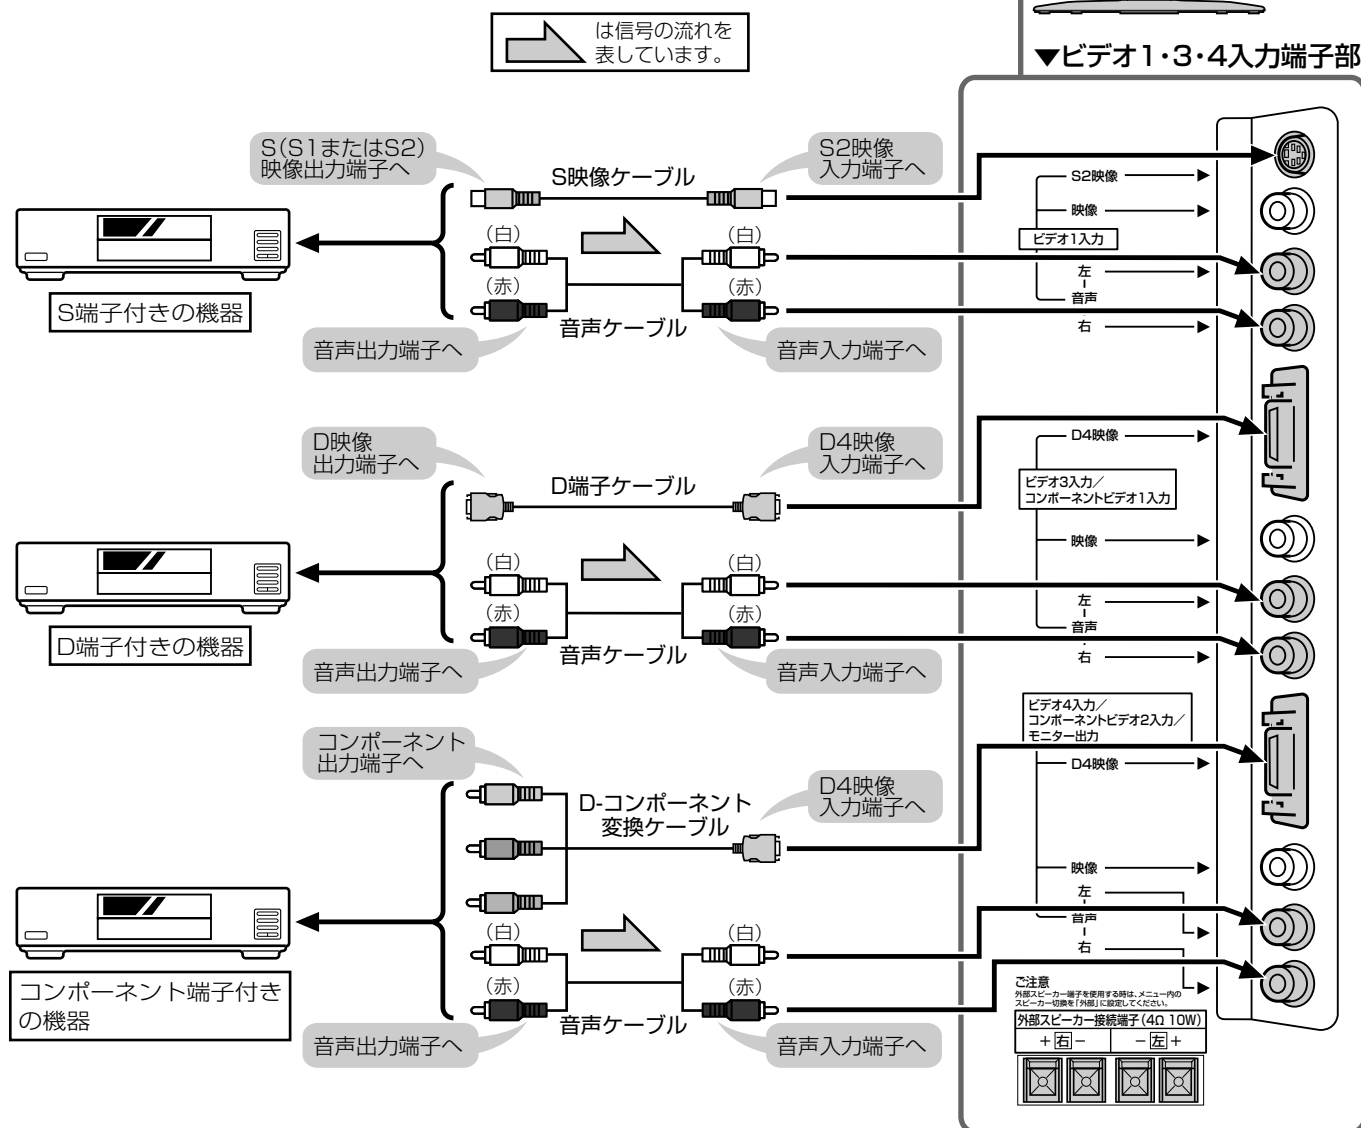 は信号の流れを
表しています。
▼ビデオ1・3・4入力端子部
S(S1またはS2)
映像出力端子へ
S映像ケーブル
S2映像
入力端子へ
(白)
(白)
(赤)
(赤)
音声ケーブル
音声出力端子へ
音声入力端子へ
S端子付きの機器
S2映像
映像
ビデオ1入力
左
音声
右
D映像
出力端子へ
D端子ケーブル
D4映像
入力端子へ
(白)
(白)
(赤)
(赤)
音声ケーブル
音声出力端子へ
音声入力端子へ
D端子付きの機器
D4映像
ビデオ3入力/
コンポーネントビデオ1入力
映像
左
音声
右
コンポーネント
出力端子へ
D-コンポーネント
変換ケーブル
D4映像
入力端子へ
(白)
(白)
(赤)
(赤)
音声ケーブル
音声出力端子へ
音声入力端子へ
コンポーネント端子付き
の機器
ビデオ4入力/
コンポーネントビデオ2入力/
モニター出力
D4映像
映像
左
音声
右
ご注意
外部スピーカー端子を使用する時は、メニュー内の
スピーカー切換を「外部」に設定してください。
外部スピーカー接続端子(4Ω 10W)
+右− −左+